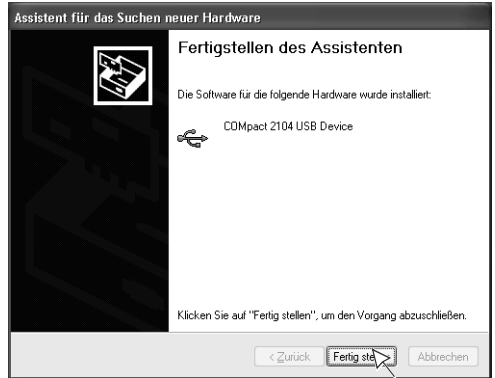 Assistent für das Suchen neuer Hardware
Fertigstellen des Assistenten
Die Software für die folgende Hardware wurde installiert:
COMpact 2104 USB Device
Klicken Sie auf "Fertig stellen", um den Vorgang abzuschließen.
< Zurück Fertig Abbrechen